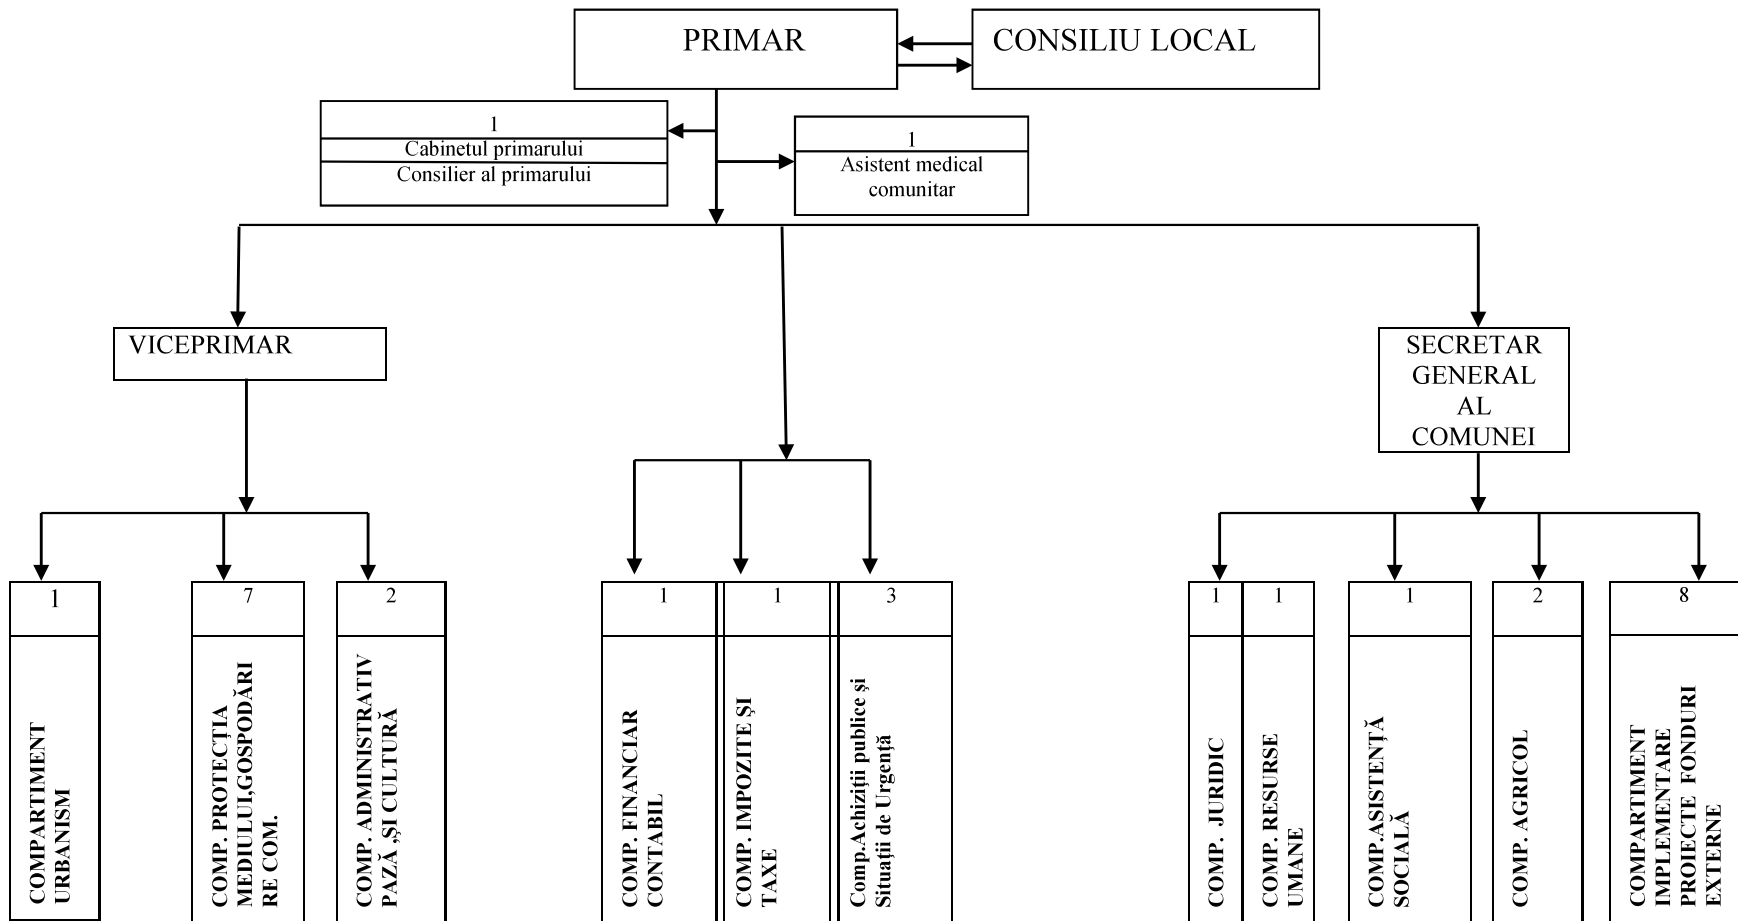 PRIMAR
CONSILIU LOCAL
1
Cabinetul primarului
Consilier al primarului
1
Asistent medical
comunitar
VICEPRIMAR
SECRETAR
GENERAL
AL
COMUNEI
1
COMPARTIMENT
URBANISM
7
COMP. PROTECȚIA
MEDIULUI,GOSPODĂRI
RE COM.
2
COMP. ADMINISTRATIV
PAZĂ ,ȘI CULTURĂ
1
COMP. FINANCIAR
CONTABIL
1
COMP. IMPOZITE ȘI
TAXE
3
Comp.Achiziții publice și
Situații de Urgență
1
COMP. JURIDIC
1
COMP. RESURSE
UMANE
1
COMP.ASISTENȚĂ
SOCIALĂ
2
COMP. AGRICOL
8
COMPARTIMENT
IMPLEMENTARE
PROIECTE FONDURI
EXTERNE